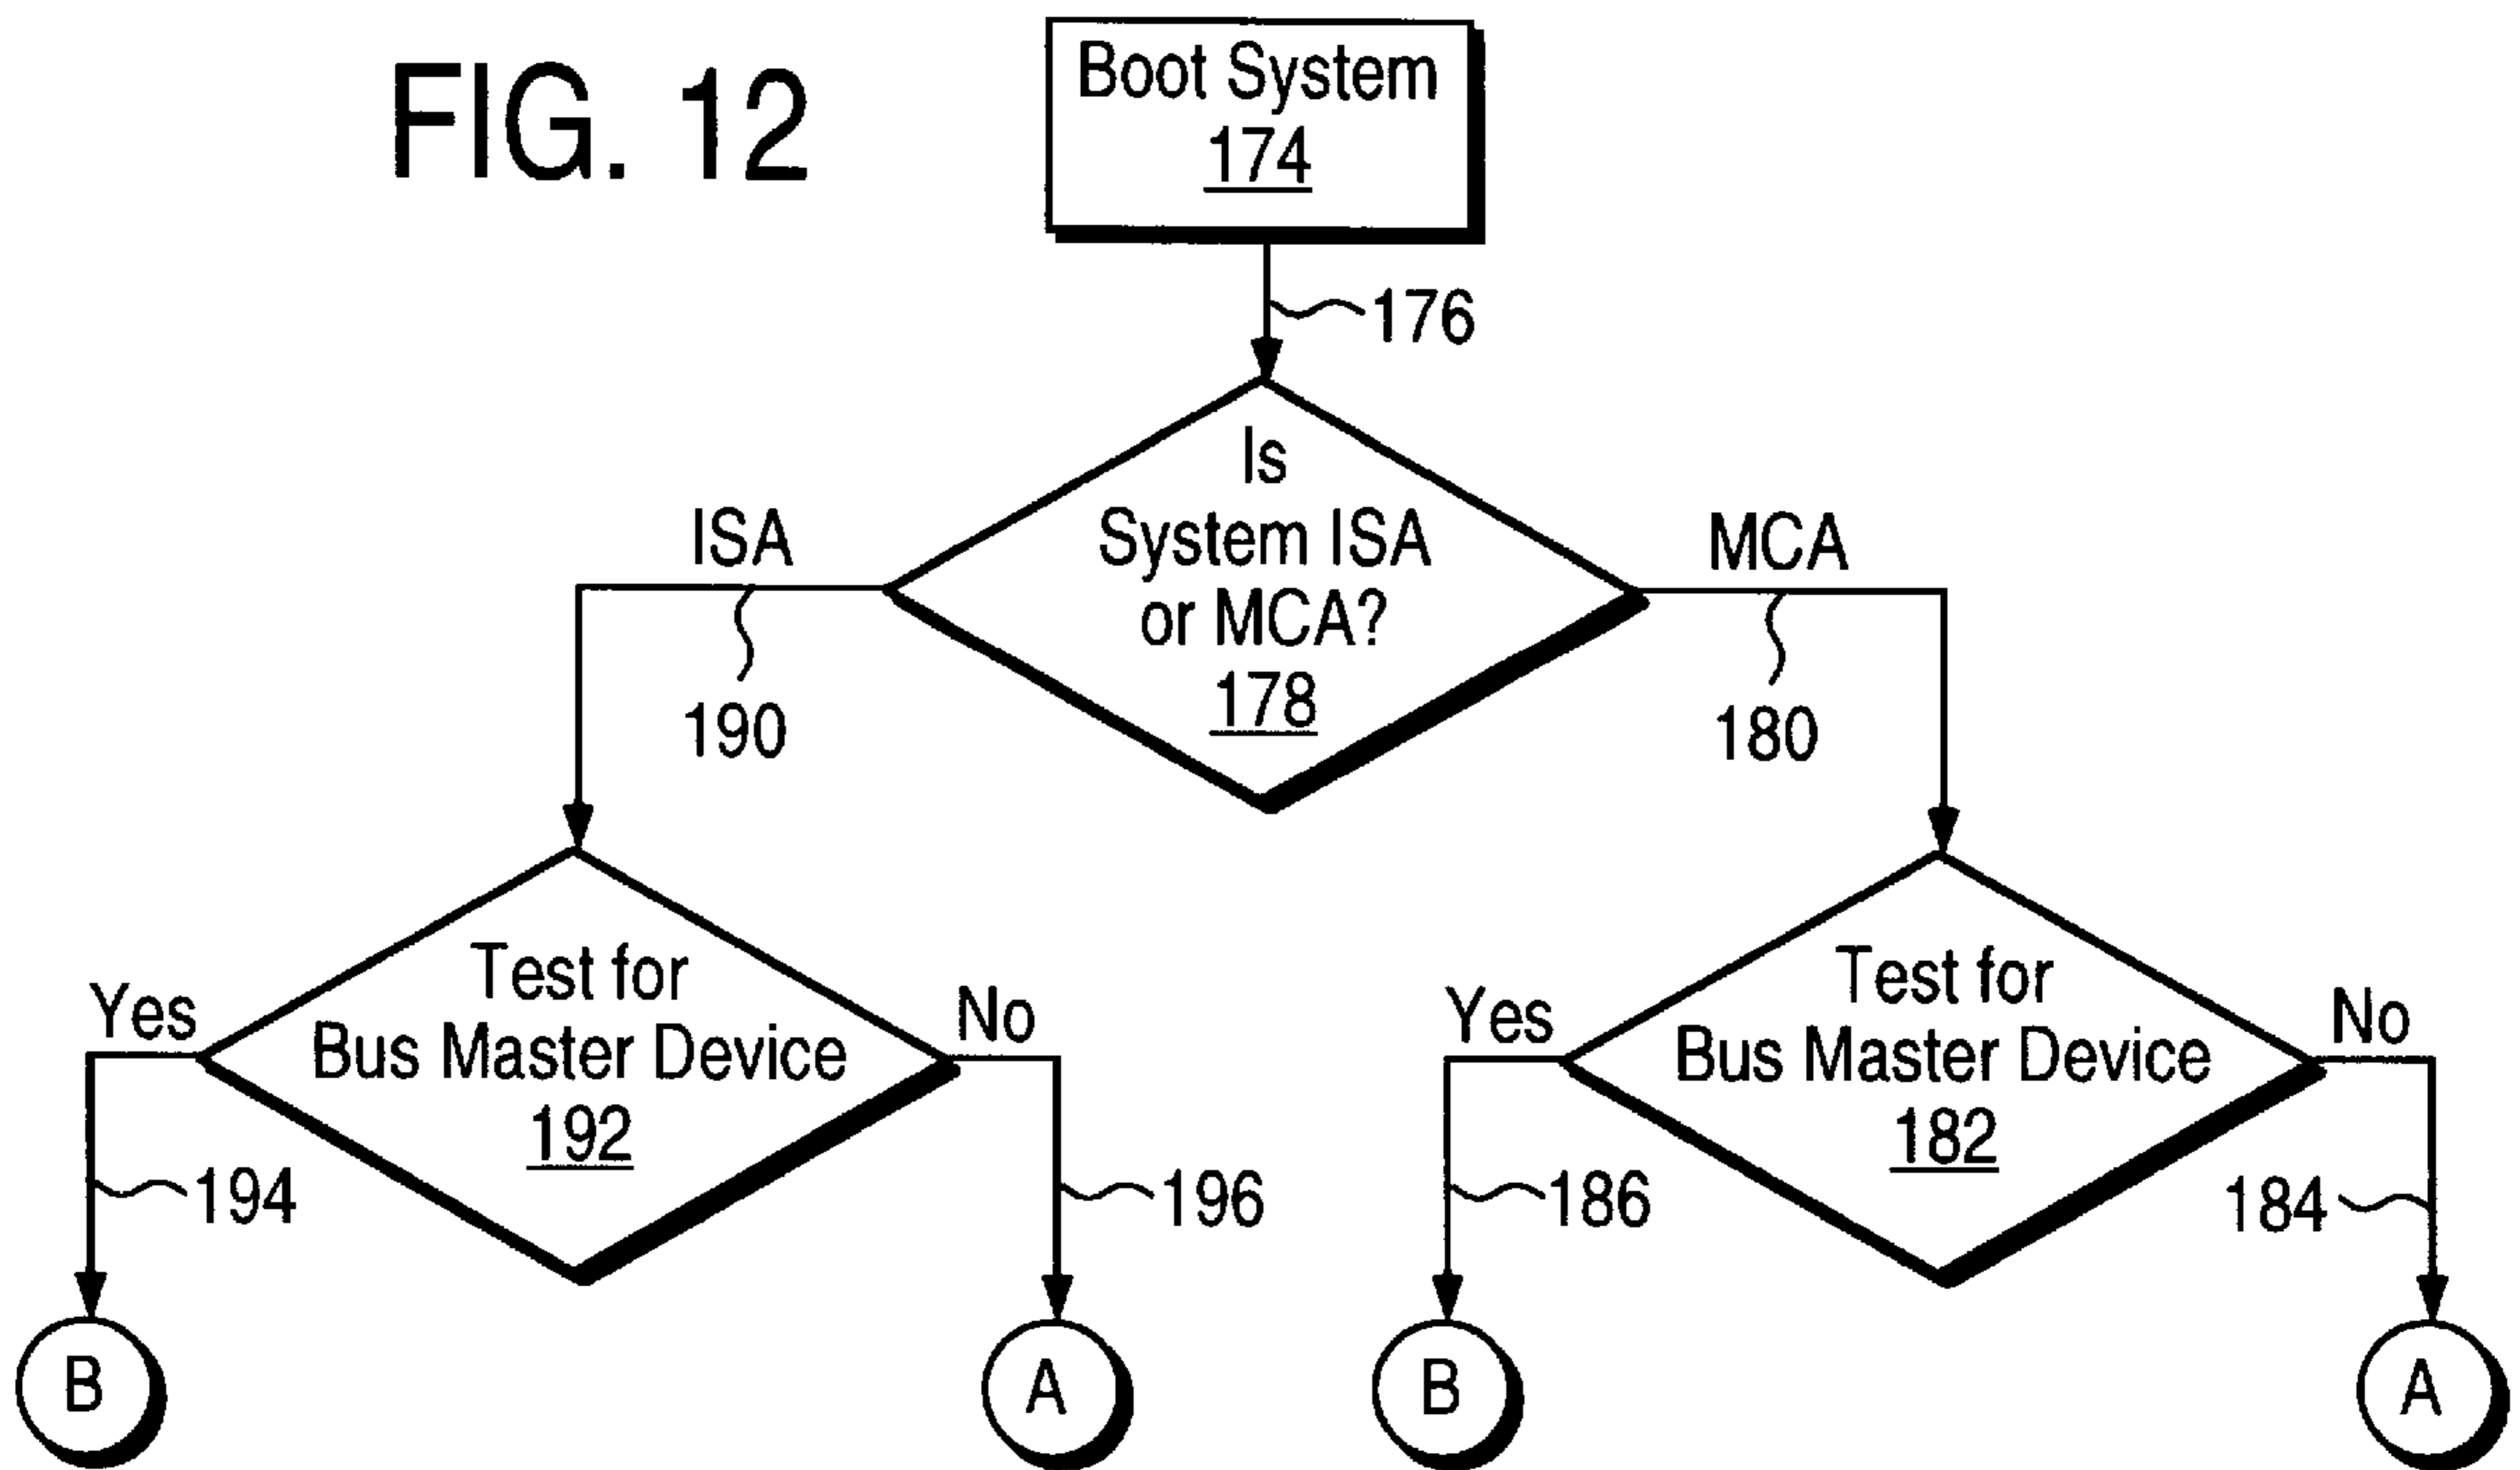 FIG. 12
Boot System
174
176
Is
System ISA
or MCA?
178
ISA
190
MCA
180
Test for
Bus Master Device
192
Yes
194
No
196
Test for
Bus Master Device
182
Yes
186
No
184
B
A
B
A